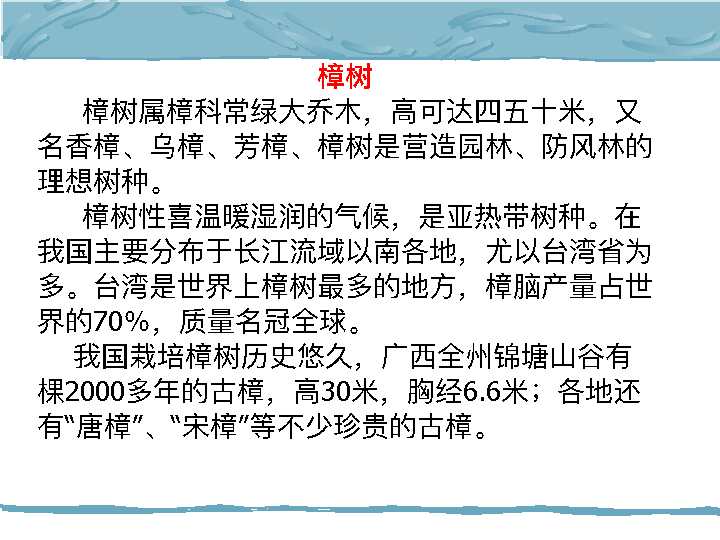 樟树
樟树属樟科常绿大乔木，高可达四五十米，又
名香樟、乌樟、芳樟、樟树是营造园林、防风林的
理想树种。
樟树性喜温暖湿润的气候，是亚热带树种。在
我国主要分布于长江流域以南各地，尤以台湾省为
多。台湾是世界上樟树最多的地方，樟脑产量占世
界的70%，质量名冠全球。
我国栽培樟树历史悠久，广西全州锦塘山谷有
棵2000多年的古樟，高30米，胸经6.6米；各地还
有“唐樟”、“宋樟”等不少珍贵的古樟。